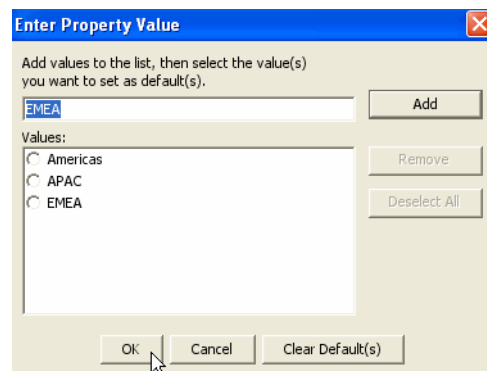 Enter Property Value
Add values to the list, then select the value(s)
you want to set as default(s).
EMEA
Add
Values:
Americas
Remove
APAC
Deselect All
EMEA
OK Cancel Clear Default(s)